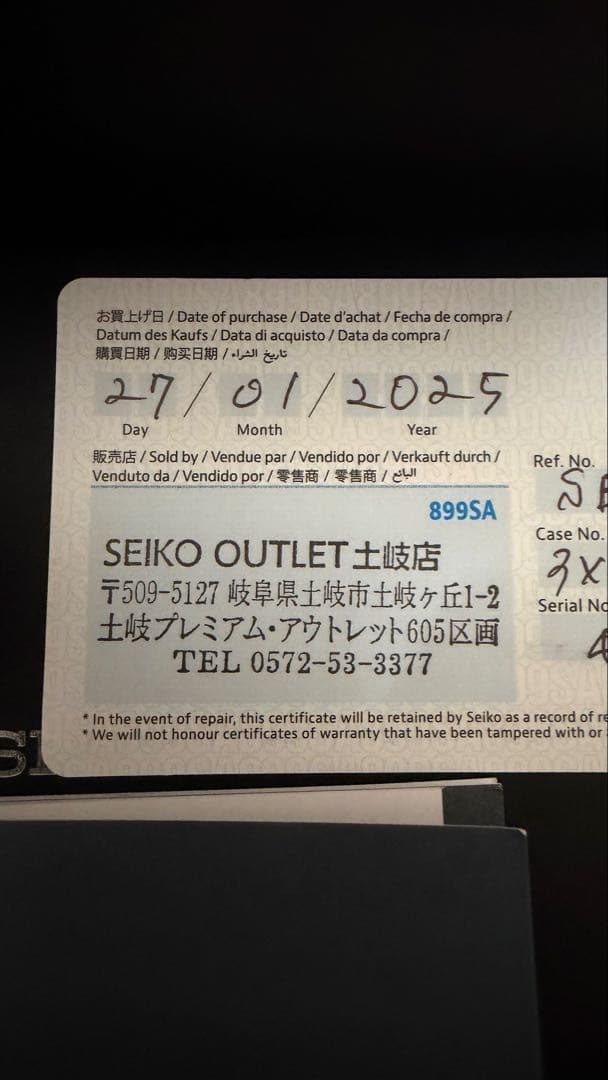 お買上げ日 / Date of purchase / Date d'achat / Fecha de compra /
Datum des Kaufs / Data di acquisto / Data da compra /
購買日期 / 购买日期 / تاريخ الشراء
27 / 01 / 2025
Day Month Year
販売店 / Sold by / Vendue par / Vendido por / Verkauft durch /
Venduto da / Vendido por / 零售商 / 零售商 / البائع
899SA
SEIKO OUTLET土岐店
〒509-5127 岐阜県土岐市土岐ヶ丘1-2
土岐プレミアム・アウトレット605区画
TEL 0572-53-3377
Ref. No.
Case No.
3X
Serial No
4
* In the event of repair, this certificate will be retained by Seiko as a record of re
* We will not honour certificates of warranty that have been tampered with or